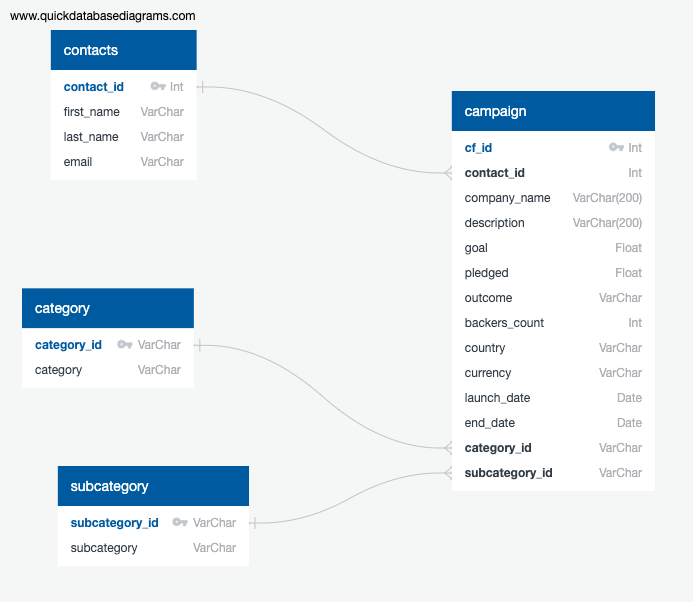 www.quickdatabasediagrams.com
contacts
contact_id Int
first_name VarChar
last_name VarChar
email VarChar
campaign
cf_id Int
contact_id Int
company_name VarChar(200)
description VarChar(200)
goal Float
pledged Float
outcome VarChar
backers_count Int
country VarChar
currency VarChar
launch_date Date
end_date Date
category_id VarChar
subcategory_id VarChar
category
category_id VarChar
category VarChar
subcategory
subcategory_id VarChar
subcategory VarChar